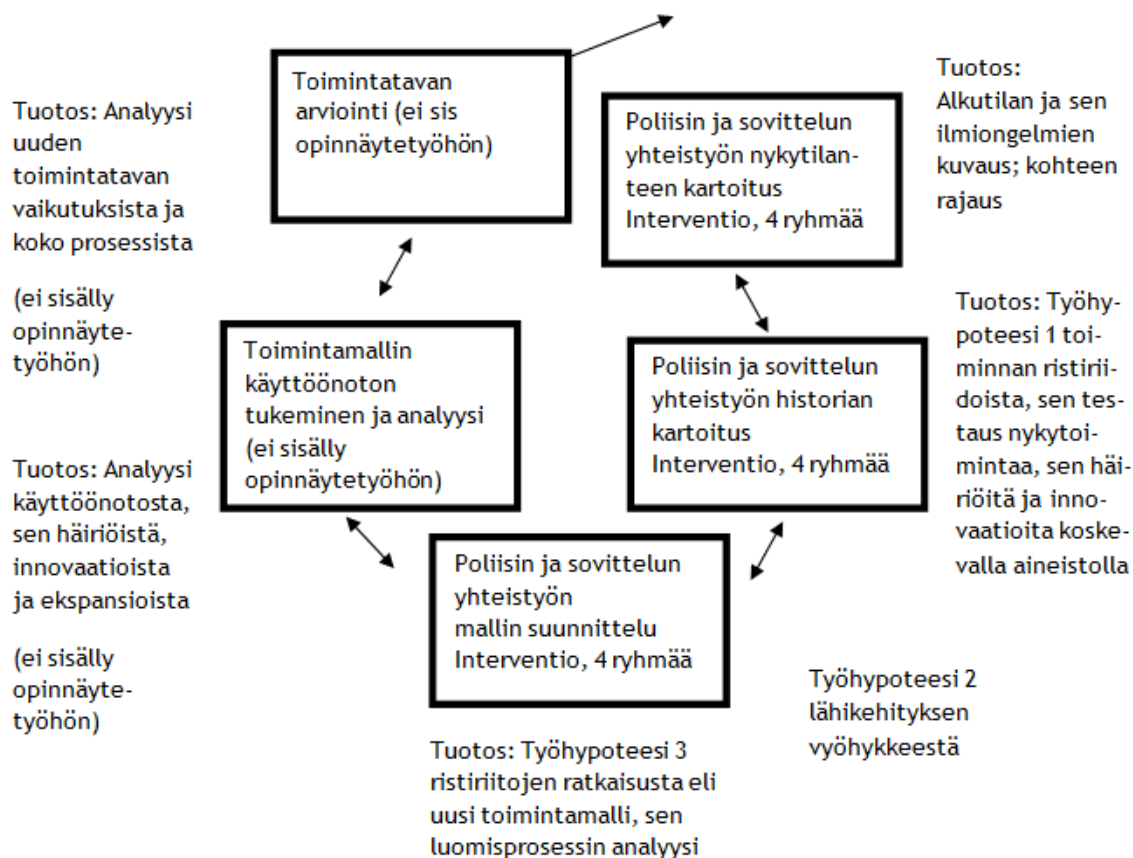 Toimintatavan
arviointi (ei sis
opinnäytetyöhön)
Poliisin ja sovittelun
yhteistyön nykytilan-
teen kartoitus
Interventio, 4 ryhmää
Tuotos:
Alkutilan ja sen
ilmiongelmien
kuvaus; kohteen
rajaus
Tuotos: Analyysi
uuden
toimintatavan
vaikutuksista ja
koko prosessista
(ei sisälly
opinnäyte-
työhön)
Toimintamallin
käyttöönoton
tukeminen ja analyysi
(ei sisälly
opinnäytetyöhön)
Poliisin ja sovittelun
yhteistyön historian
kartoitus
Interventio, 4 ryhmää
Tuotos: Työhy-
poteesi 1 toi-
minnan ristirii-
doista, sen tes-
taus nykytoi-
mintaa, sen häi-
riöitä ja inno-
vaatioita koske-
valla aineistolla
Tuotos: Analyysi
käyttöönotosta,
sen häiriöistä,
innovaatioista
ja ekspansioista
(ei sisälly
opinnäyte-
työhön)
Poliisin ja sovittelun
yhteistyön
mallin suunnittelu
Interventio, 4 ryhmää
Työhypoteesi 2
lähikehityksen
vyöhykkeestä
Tuotos: Työhypoteesi 3
ristiriitojen ratkaisusta eli
uusi toimintamalli, sen
luomisprosessin analyysi